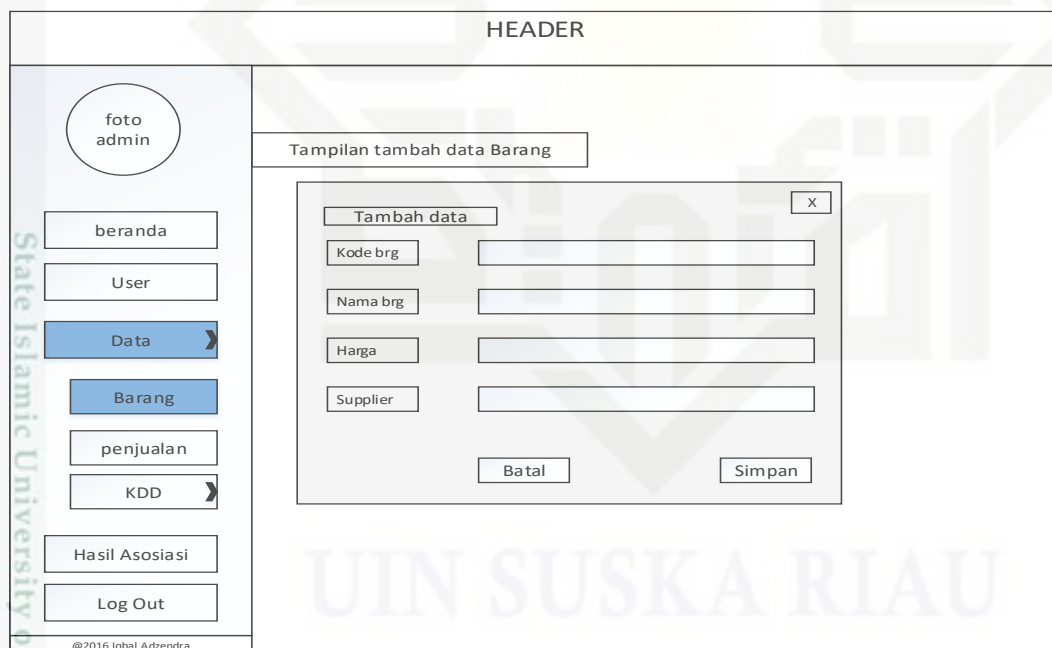 HEADER
foto
admin
Tampilan tambah data Barang
X
Tambah data
beranda
Kode brg
User
Nama brg
Data
Harga
Barang
Supplier
penjualan
Batal
Simpan
KDD
Hasil Asosiasi
Log Out
@2016 Iqbal Adzendra
State Islamic University o
UIN SUSKA RIAU